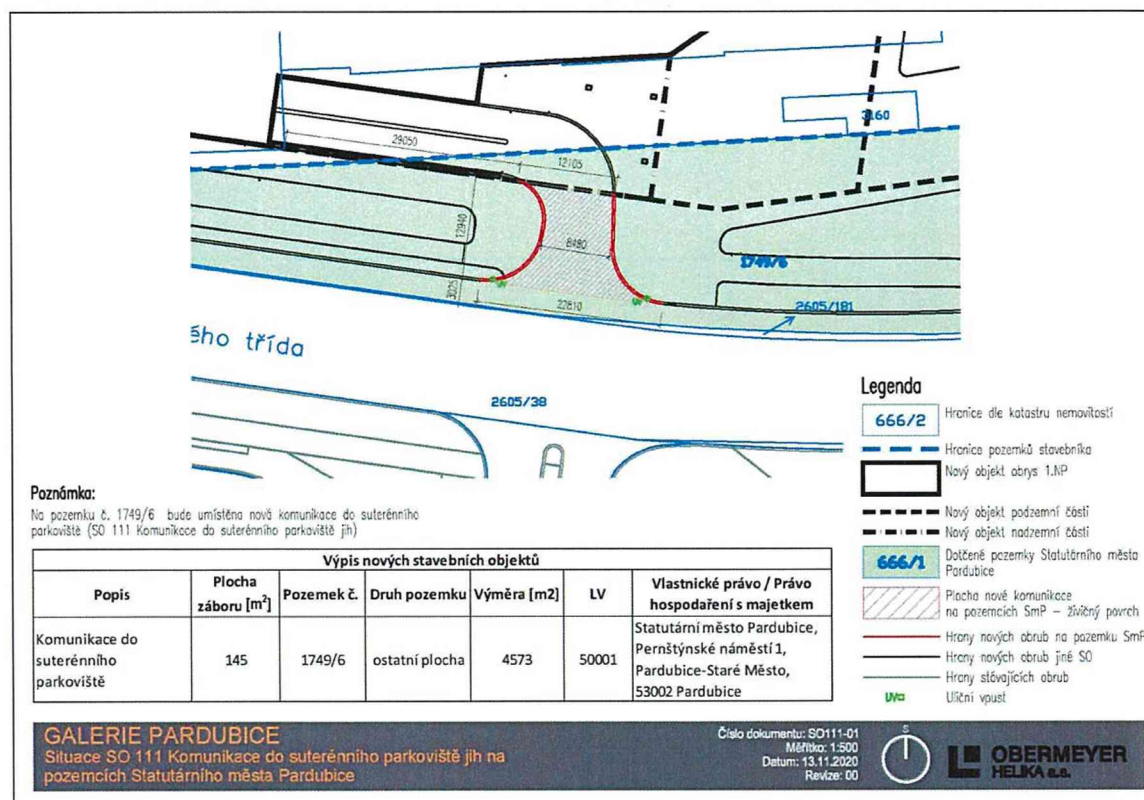 3160
29050
12105
12940
8480
3025
22810
UV
UV
1749/6
2605/181
ého třída
2605/38
Legenda
666/2 Hranice dle katastru nemovitostí
Hranice pozemků stavebníka
Nový objekt obrys 1.NP
Nový objekt podzemní části
Nový objekt nadzemní části
666/1 Dotčené pozemky Statutárního města
Pardubice
Plocha nové komunikace
na pozemcích SmP – živičný povrch
Hrany nových obrub na pozemku SmP
Hrany nových obrub jiné SO
Hrany stávajících obrub
UV Uliční vpust
Poznámka:
Na pozemku č. 1749/6 bude umístěna nová komunikace do suterénního
parkoviště (SO 111 Komunikace do suterénního parkoviště jih)
Výpis nových stavebních objektů
Popis Plocha záboru [m²] Pozemek č. Druh pozemku Výměra [m2] LV Vlastnické právo / Právo hospodaření s majetkem
Komunikace do suterénního parkoviště 145 1749/6 ostatní plocha 4573 50001 Statutární město Pardubice,
Pernštýnské náměstí 1,
Pardubice-Staré Město,
53002 Pardubice
GALERIE PARDUBICE
Situace SO 111 Komunikace do suterénního parkoviště jih na
pozemcích Statutárního města Pardubice
Číslo dokumentu: SO111-01
Měřítko: 1:500
Datum: 13.11.2020
Revize: 00
S
OBERMEYER
HELIKA a.s.